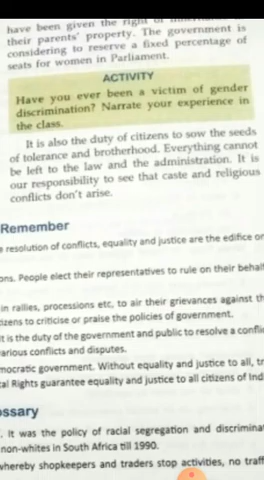 have been given the right of
their parents' property. The government is
considering to reserve a fixed percentage of
seats for women in Parliament.
ACTIVITY
Have you ever been a victim of gender
discrimination? Narrate your experience in
the class.
It is also the duty of citizens to sow the seeds
of tolerance and brotherhood. Everything cannot
be left to the law and the administration. It is
our responsibility to see that caste and religious
conflicts don't arise.
Remember
e resolution of conflicts, equality and justice are the edifice on
ons. People elect their representatives to rule on their behalf
in rallies, processions etc. to air their grievances against th
tizens to criticise or praise the policies of government.
It is the duty of the government and public to resolve a conflic
arious conflicts and disputes.
mocratic government. Without equality and justice to all, tr
al Rights guarantee equality and justice to all citizens of Ind
ossary
. It was the policy of racial segregation and discriminat
non-whites in South Africa till 1990.
whereby shopkeepers and traders stop activities, no traff